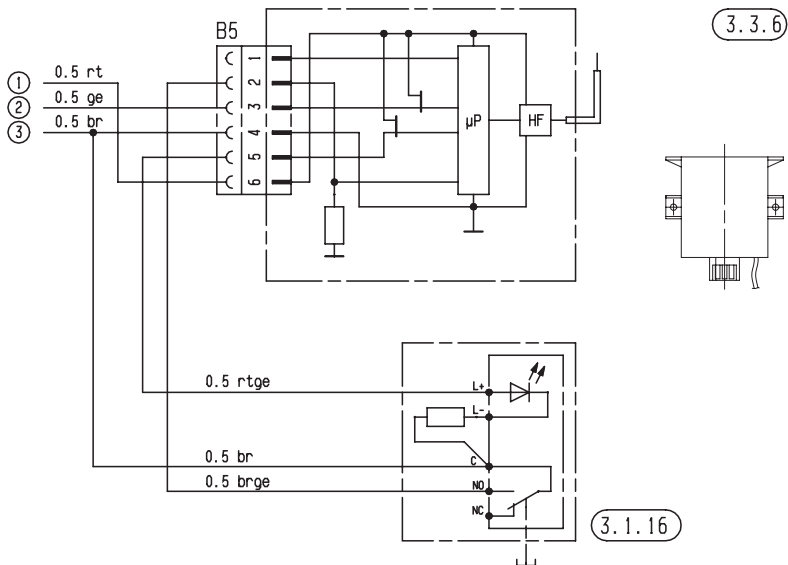 3.3.6
B5
1
2
3
4
5
6
① 0.5 rt
② 0.5 ge
③ 0.5 br
µP
HF
0.5 rtge
L+
L-
0.5 br
C
0.5 brge
NO
NC
3.1.16